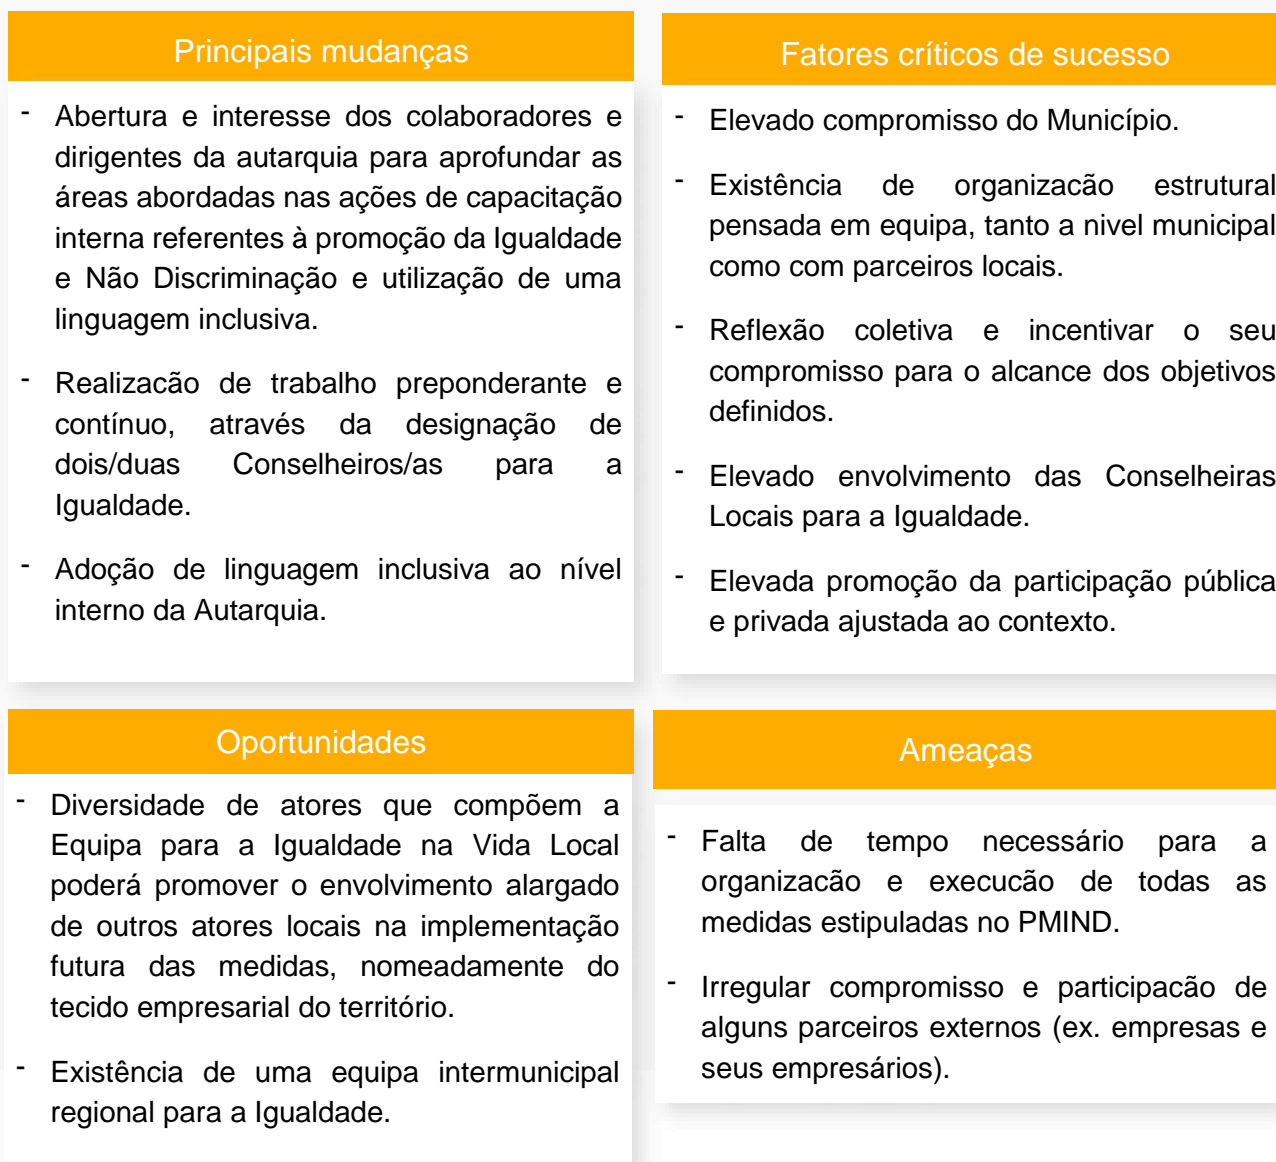 Principais mudanças
- Abertura e interesse dos colaboradores e
dirigentes da autarquia para aprofundar as
áreas abordadas nas ações de capacitação
interna referentes à promoção da Igualdade
e Não Discriminação e utilização de uma
linguagem inclusiva.
- Realizacão de trabalho preponderante e
contínuo, através da designação de
dois/duas Conselheiros/as para a
Igualdade.
- Adoção de linguagem inclusiva ao nível
interno da Autarquia.
Fatores críticos de sucesso
- Elevado compromisso do Município.
- Existência de organizacão estrutural
pensada em equipa, tanto a nivel municipal
como com parceiros locais.
- Reflexão coletiva e incentivar o seu
compromisso para o alcance dos objetivos
definidos.
- Elevado envolvimento das Conselheiras
Locais para a Igualdade.
- Elevada promoção da participação pública
e privada ajustada ao contexto.
Oportunidades
- Diversidade de atores que compõem a
Equipa para a Igualdade na Vida Local
poderá promover o envolvimento alargado
de outros atores locais na implementação
futura das medidas, nomeadamente do
tecido empresarial do território.
- Existência de uma equipa intermunicipal
regional para a Igualdade.
Ameaças
- Falta de tempo necessário para a
organizacão e execucão de todas as
medidas estipuladas no PMIND.
- Irregular compromisso e participacão de
alguns parceiros externos (ex. empresas e
seus empresários).